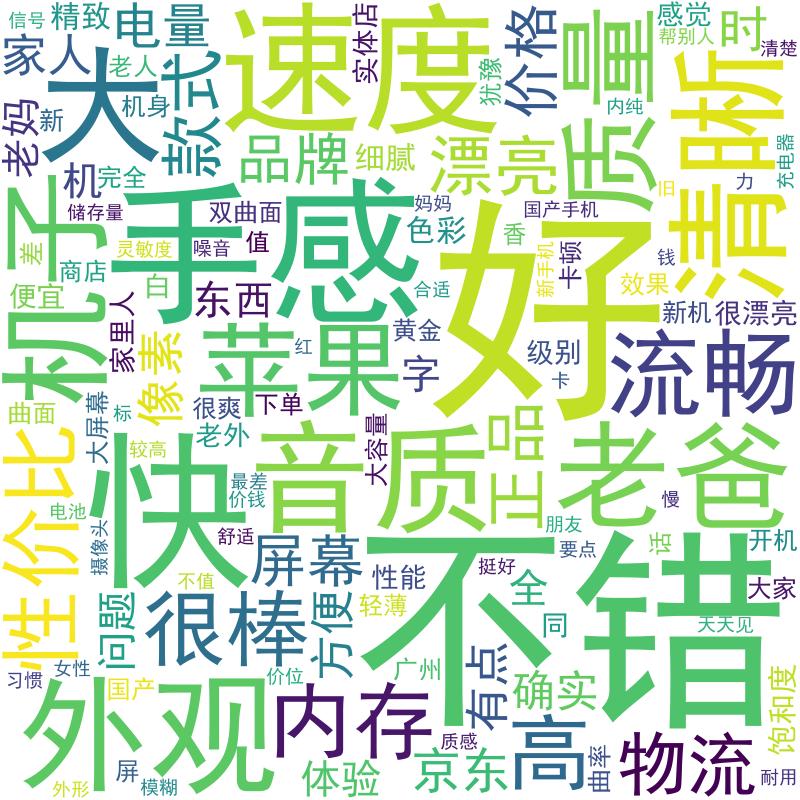 信号
精致
电量
速度
实体店
犹豫
价格
质量
感觉
帮别人
时
清楚
家人
老人
大
款式
内纯
清晰
老妈
新
机身
品牌
细腻
漂亮
充电器
机
完全
机子
手感
储存量
双曲面
妈妈
国产手机
力
旧
差
灵敏度
噪音
值
色彩
香
好
新手机
卡顿
钱
商店
便宜
白
东西
合适
效果
家里人
苹果
黄金
新机
很漂亮
像素
红
字
级别
流畅
卡
曲面
标
大屏幕
很爽
下单
老外
大容量
正品
老爸
性价比
快
较高
音质
最差
价钱
慢
电池
摄像头
舒适
朋友
话
开机
屏幕
不错
挺好
要点
不值
性能
全
大家
问题
很棒
方便
轻薄
同
天天见
习惯
女性
国产
价位
广州
有点
确实
饱和度
外观
内存
质感
高
曲率
物流
屏
模糊
外形
体验
京东
耐用